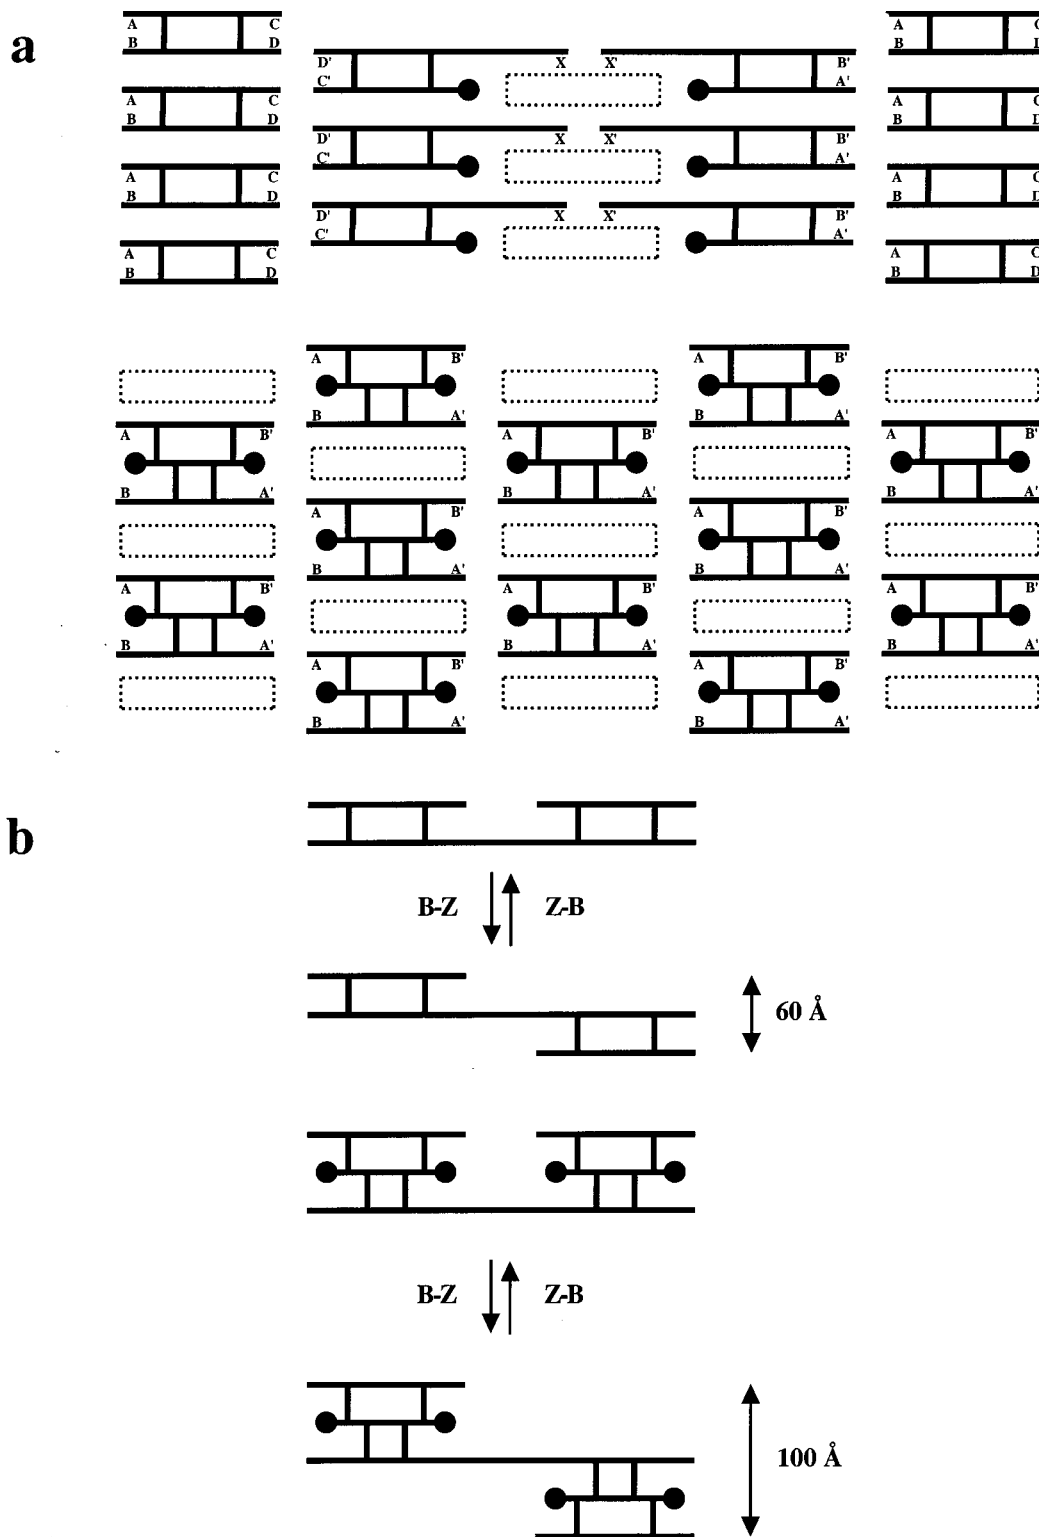 a
A C A C
B D B D
D' X X' B'
C' A'
A C A C
B D B D
D' X X' B'
C' A'
A C A C
B D B D
D' X X' B'
C' A'
A C A C
B D B D
A B' A B'
B A' B A'
A B' A B' A B'
B A' B A' B A'
A B' A B'
B A' B A'
A B' A B' A B'
B A' B A' B A'
A B' A B'
B A' B A'
b
B-Z Z-B
60 Å
B-Z Z-B
100 Å